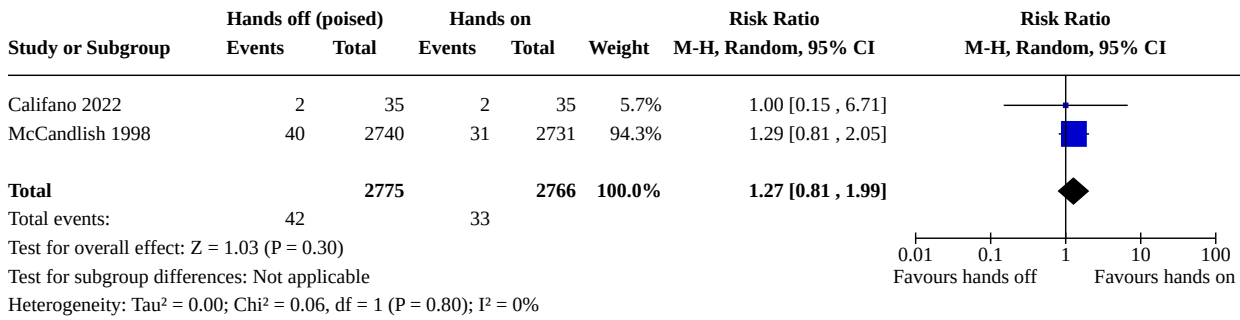 Hands off (poised) Hands on Risk Ratio Risk Ratio
Study or Subgroup Events Total Events Total Weight M-H, Random, 95% CI M-H, Random, 95% CI
Califano 2022 2 35 2 35 5.7% 1.00 [0.15 , 6.71]
McCandlish 1998 40 2740 31 2731 94.3% 1.29 [0.81 , 2.05]
Total 2775 2766 100.0% 1.27 [0.81 , 1.99]
Total events: 42 33
Test for overall effect: Z = 1.03 (P = 0.30) 0.01 0.1 1 10 100
Test for subgroup differences: Not applicable Favours hands off Favours hands on
Heterogeneity: Tau² = 0.00; Chi² = 0.06, df = 1 (P = 0.80); I² = 0%